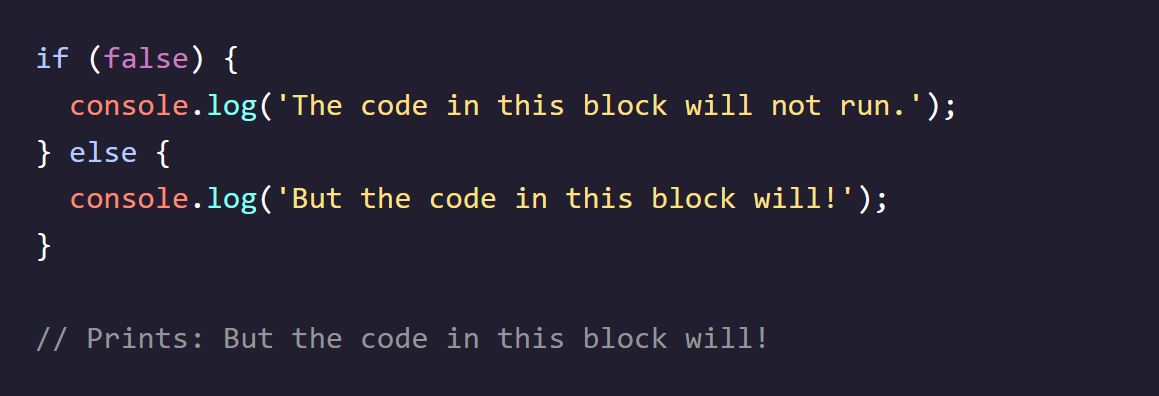 if (false) {
  console.log('The code in this block will not run.');
} else {
  console.log('But the code in this block will!');
}

// Prints: But the code in this block will!